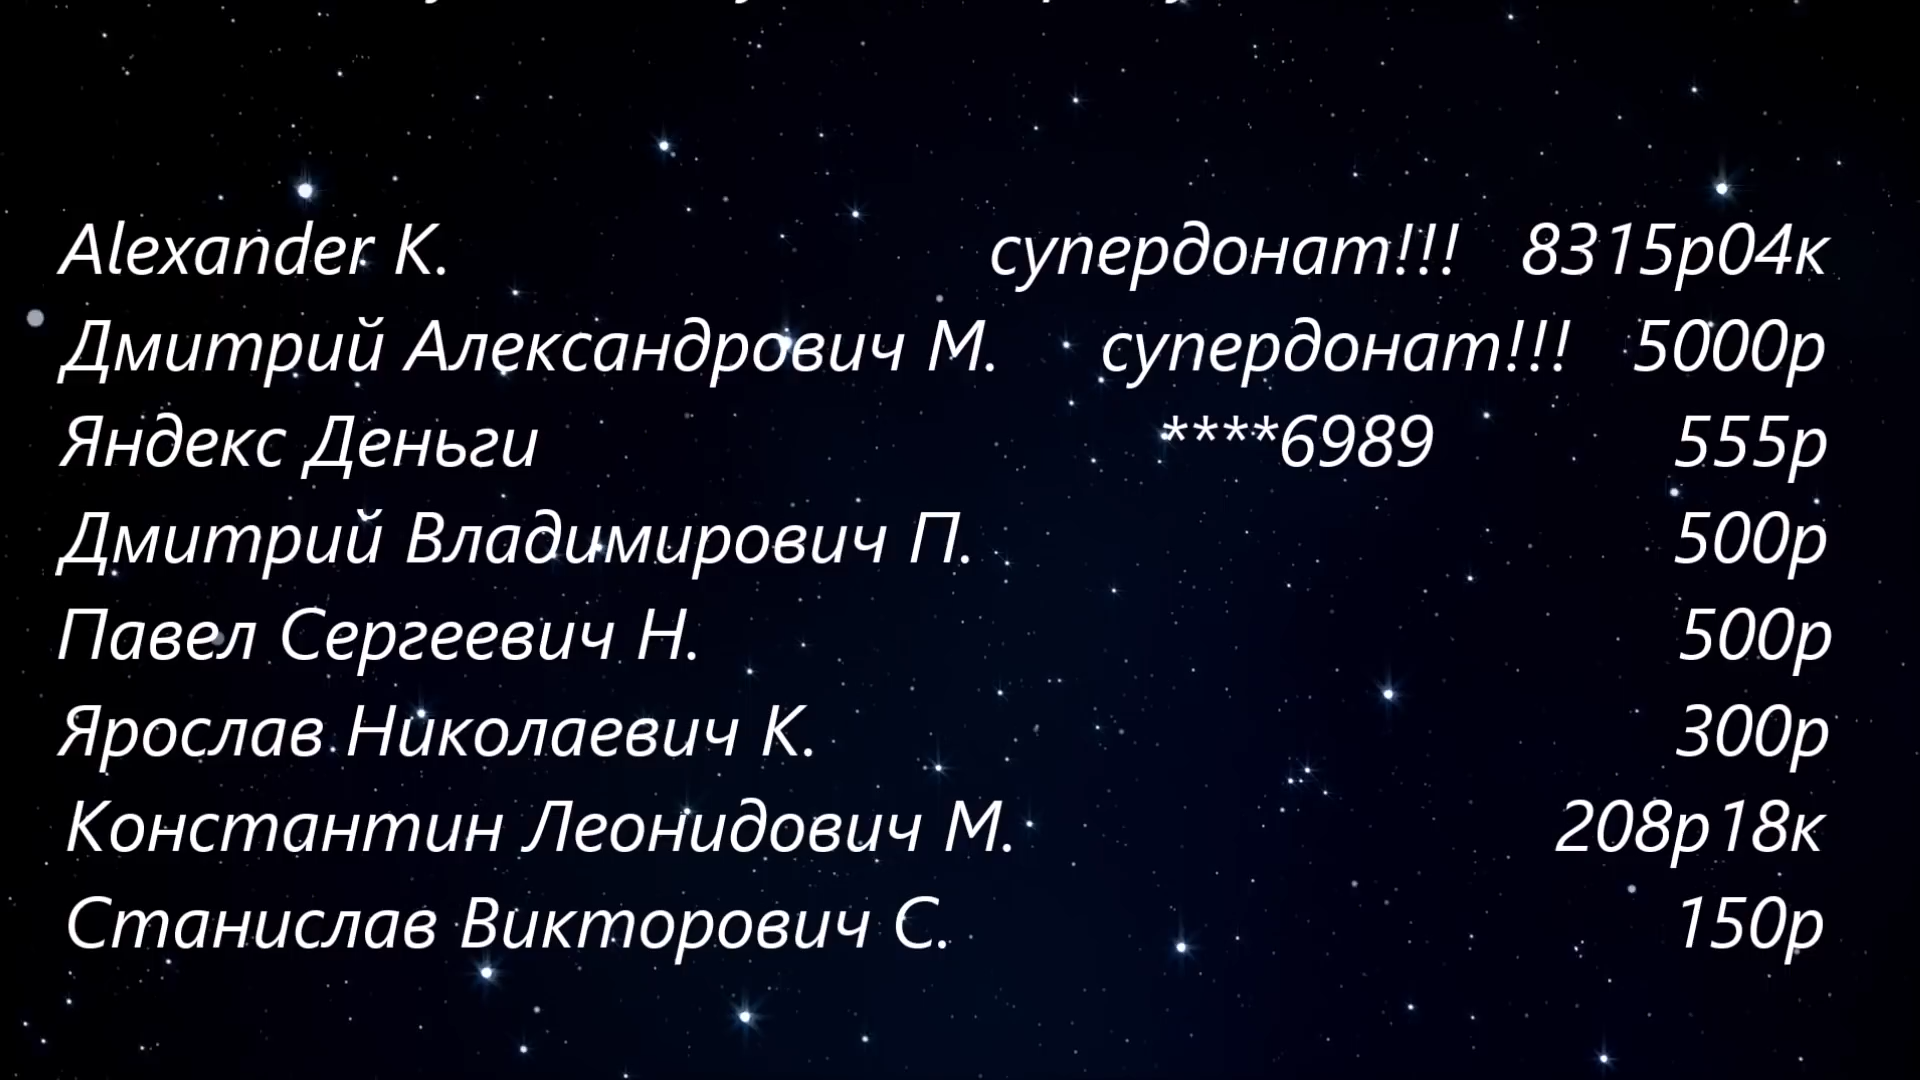 Alexander K. супердонат!!! 8315р04к
Дмитрий Александрович М. супердонат!!! 5000р
Яндекс Деньги ****6989 555р
Дмитрий Владимирович П. 500р
Павел Сергеевич Н. 500р
Ярослав Николаевич К. 300р
Константин Леонидович М. 208р18к
Станислав Викторович С. 150р